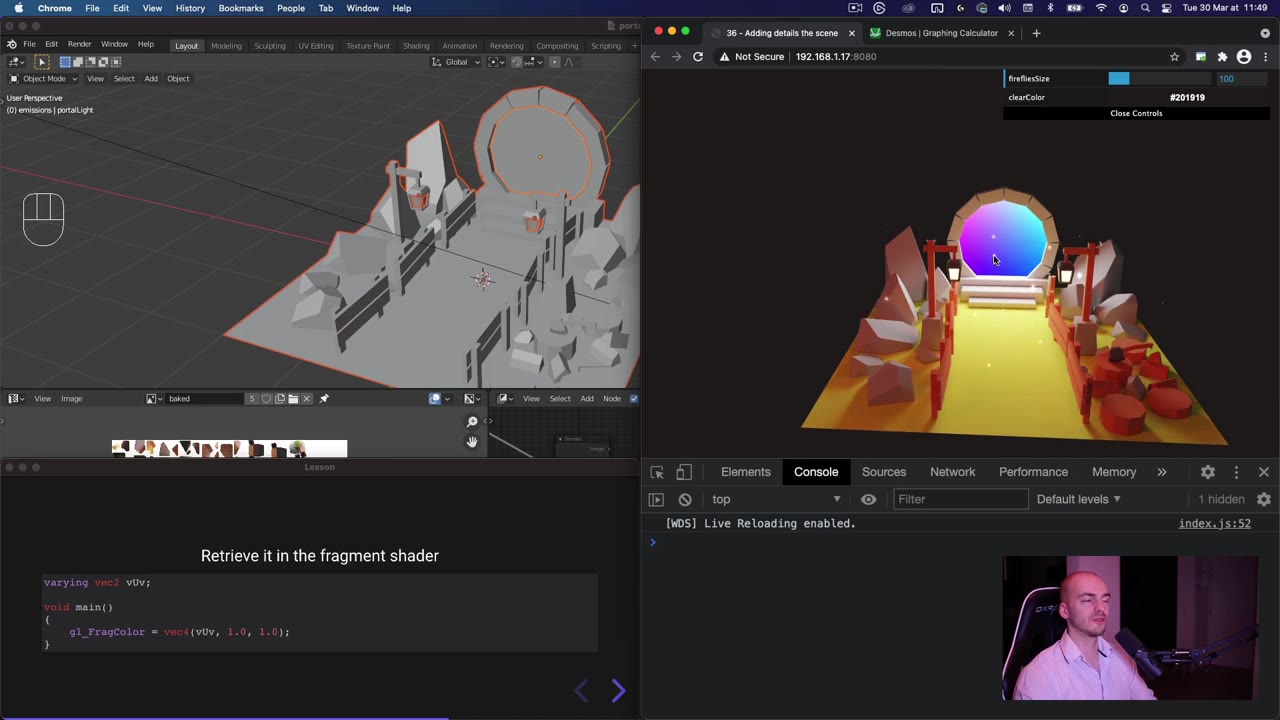 Chrome File Edit View History Bookmarks People Tab Window Help
Tue 30 Mar at 11:49
porta
File Edit Render Window Help
Layout Modeling Sculpting UV Editing Texture Paint Shading Animation Rendering Compositing Scripting
Global
Object Mode View Select Add Object
User Perspective
(0) emissions | portalLight
View Image baked 5
View Select Add Node
Denoise
Image
36 - Adding details the scene
Desmos | Graphing Calculator
Not Secure 192.168.1.17:8080
firefliesSize 100
clearColor #201919
Close Controls
Elements Console Sources Network Performance Memory
top Filter Default levels 1 hidden
[WDS] Live Reloading enabled. index.js:52
Lesson
Retrieve it in the fragment shader
varying vec2 vUv;
void main()
{
gl_FragColor = vec4(vUv, 1.0, 1.0);
}